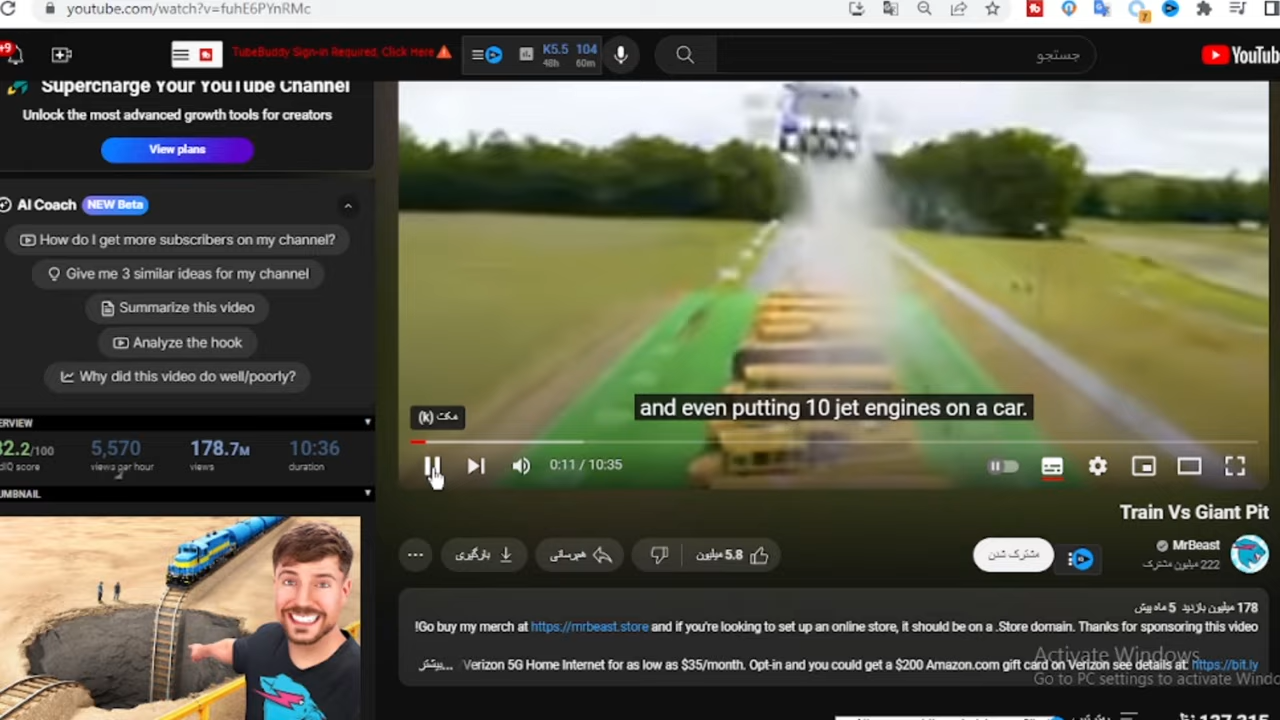 youtube.com/watch?v=fuhE6PYnRMc
7
+9
TubeBuddy Sign-in Required, Click Here
K5.5 104
48h 60m
جستجو
YouTube
Supercharge Your YouTube Channel
Unlock the most advanced growth tools for creators
View plans
AI Coach NEW Beta
How do I get more subscribers on my channel?
Give me 3 similar ideas for my channel
Summarize this video
Analyze the hook
Why did this video do well/poorly?
82.2/100 5,570 178.7M 10:36
views per hour views duration
and even putting 10 jet engines on a car.
مکث (k)
0:11 / 10:35
Train Vs Giant Pit
MrBeast
222 میلیون مشترک
مشترک شدن
5.8 میلیون
هم‌رسانی
بارگیری
178 میلیون بازدید 5 ماه پیش
!Go buy my merch at https://mrbeast.store and if you're looking to set up an online store, it should be on a .Store domain. Thanks for sponsoring this video
Verizon 5G Home Internet for as low as $35/month. Opt-in and you could get a $200 Amazon.com gift card on Verizon see details at: https://bit.ly
...بیشتر
Activate Windows
Go to PC settings to activate Windo